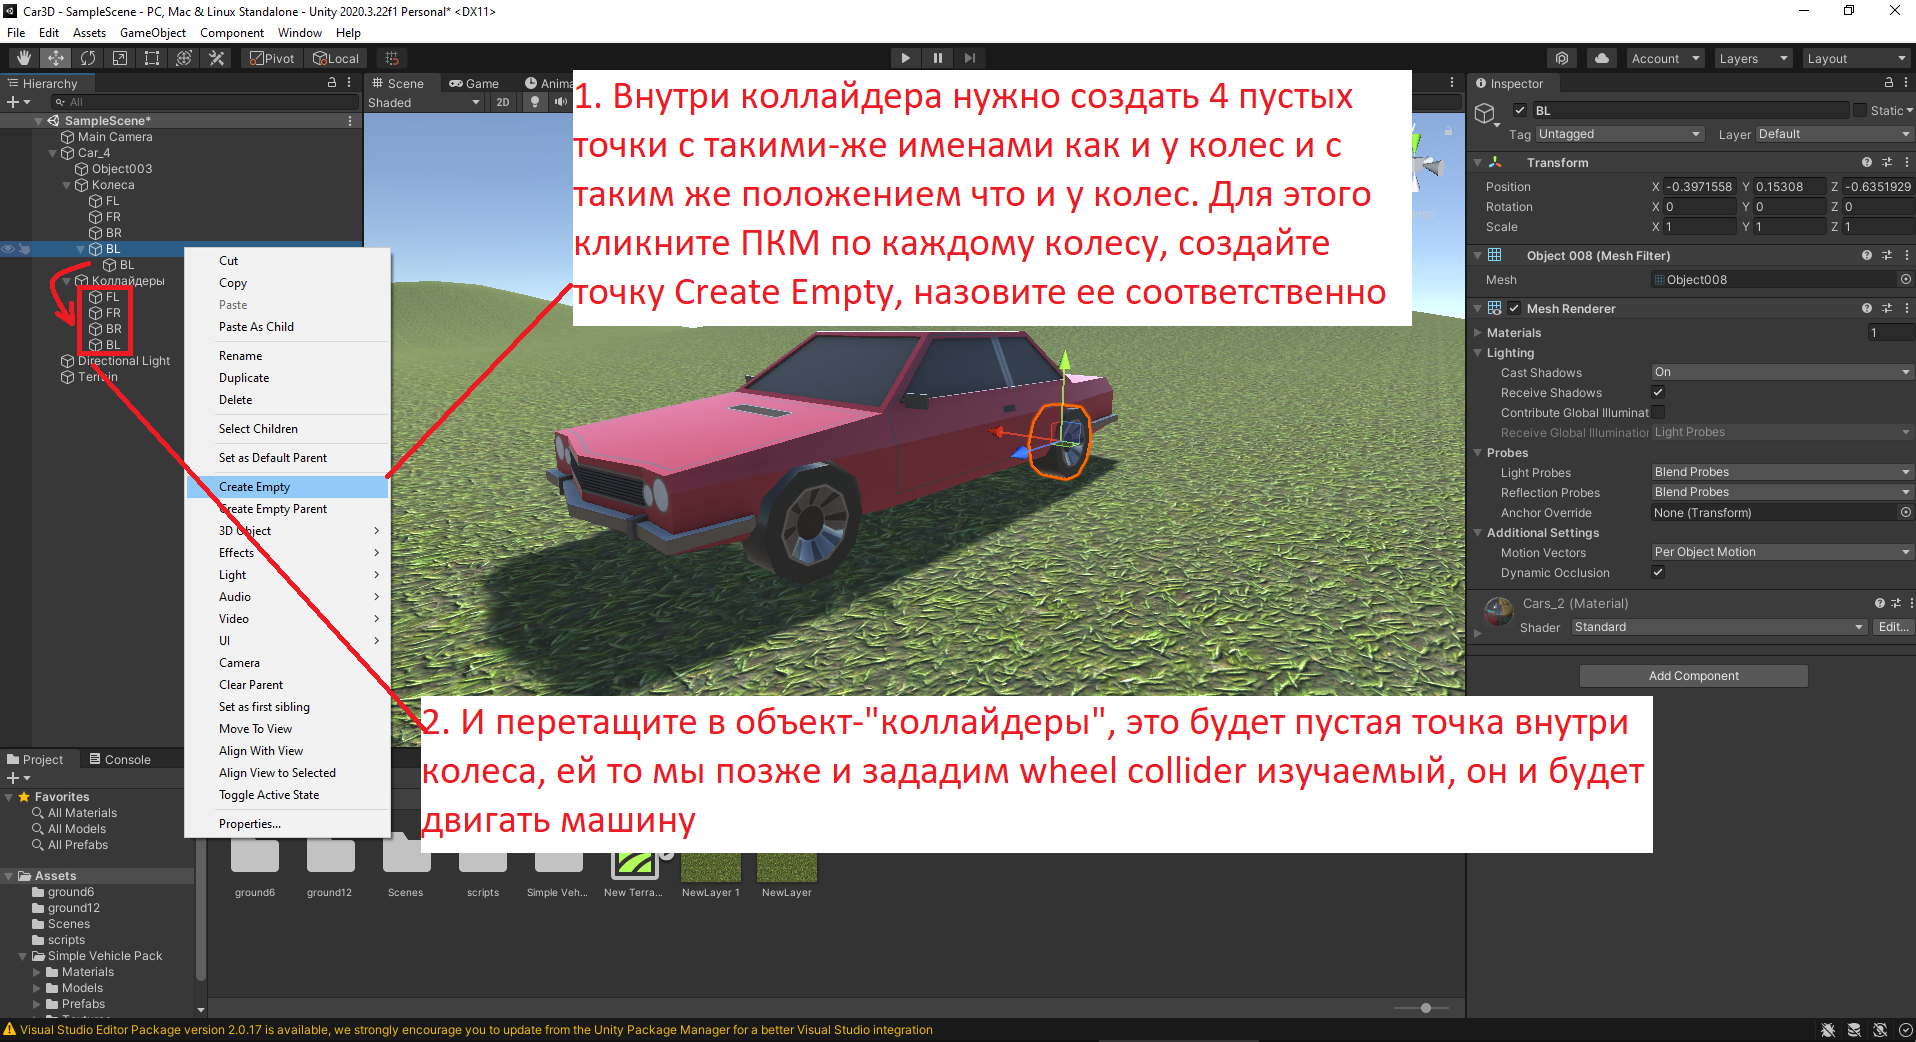 Car3D - SampleScene - PC, Mac & Linux Standalone - Unity 2020.3.22f1 Personal* <DX11>
File Edit Assets GameObject Component Window Help
Pivot Local
Account Layers Layout
Hierarchy
All
SampleScene*
Main Camera
Car_4
Object003
Колеса
FL
FR
BR
BL
BL
Коллайдеры
FL
FR
BR
BL
Directional Light
Terrain
Cut
Copy
Paste
Paste As Child
Rename
Duplicate
Delete
Select Children
Set as Default Parent
Create Empty
Create Empty Parent
3D Object
Effects
Light
Audio
Video
UI
Camera
Clear Parent
Set as first sibling
Move To View
Align With View
Align View to Selected
Toggle Active State
Properties...
Scene Game
Shaded 2D
1. Внутри коллайдера нужно создать 4 пустых
точки с такими-же именами как и у колес и с
таким же положением что и у колес. Для этого
кликните ПКМ по каждому колесу, создайте
точку Create Empty, назовите ее соответственно
2. И перетащите в объект-"коллайдеры", это будет пустая точка внутри
колеса, ей то мы позже и зададим wheel collider изучаемый, он и будет
двигать машину
Inspector
BL Static
Tag Untagged Layer Default
Transform
Position X -0.3971558 Y 0.15308 Z -0.6351929
Rotation X 0 Y 0 Z 0
Scale X 1 Y 1 Z 1
Object 008 (Mesh Filter)
Mesh Object008
Mesh Renderer
Materials 1
Lighting
Cast Shadows On
Receive Shadows
Contribute Global Illuminat
Receive Global Illumination Light Probes
Probes
Light Probes Blend Probes
Reflection Probes Blend Probes
Anchor Override None (Transform)
Additional Settings
Motion Vectors Per Object Motion
Dynamic Occlusion
Cars_2 (Material)
Shader Standard Edit...
Add Component
Project Console
Favorites
All Materials
All Models
All Prefabs
Assets
ground6
ground12
Scenes
scripts
Simple Vehicle Pack
Materials
Models
Prefabs
ground6 ground12 Scenes scripts Simple Veh... New Terra... NewLayer 1 NewLayer
Visual Studio Editor Package version 2.0.17 is available, we strongly encourage you to update from the Unity Package Manager for a better Visual Studio integration